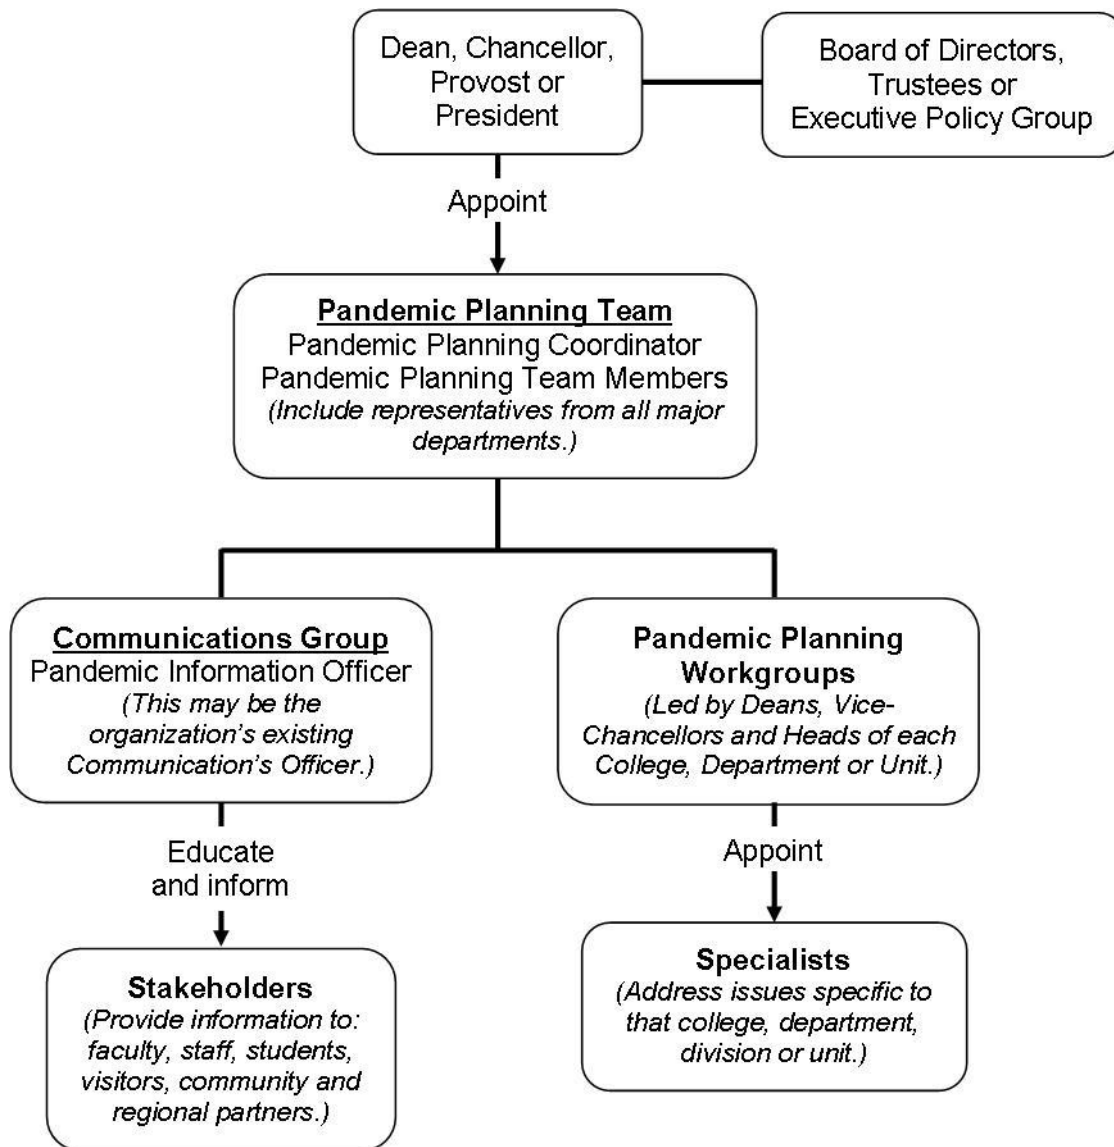 Dean, Chancellor,
Provost or
President
Board of Directors,
Trustees or
Executive Policy Group
Appoint
Pandemic Planning Team
Pandemic Planning Coordinator
Pandemic Planning Team Members
(Include representatives from all major
departments.)
Communications Group
Pandemic Information Officer
(This may be the
organization's existing
Communication's Officer.)
Pandemic Planning
Workgroups
(Led by Deans, Vice-
Chancellors and Heads of each
College, Department or Unit.)
Educate
and inform
Appoint
Stakeholders
(Provide information to:
faculty, staff, students,
visitors, community and
regional partners.)
Specialists
(Address issues specific to
that college, department,
division or unit.)